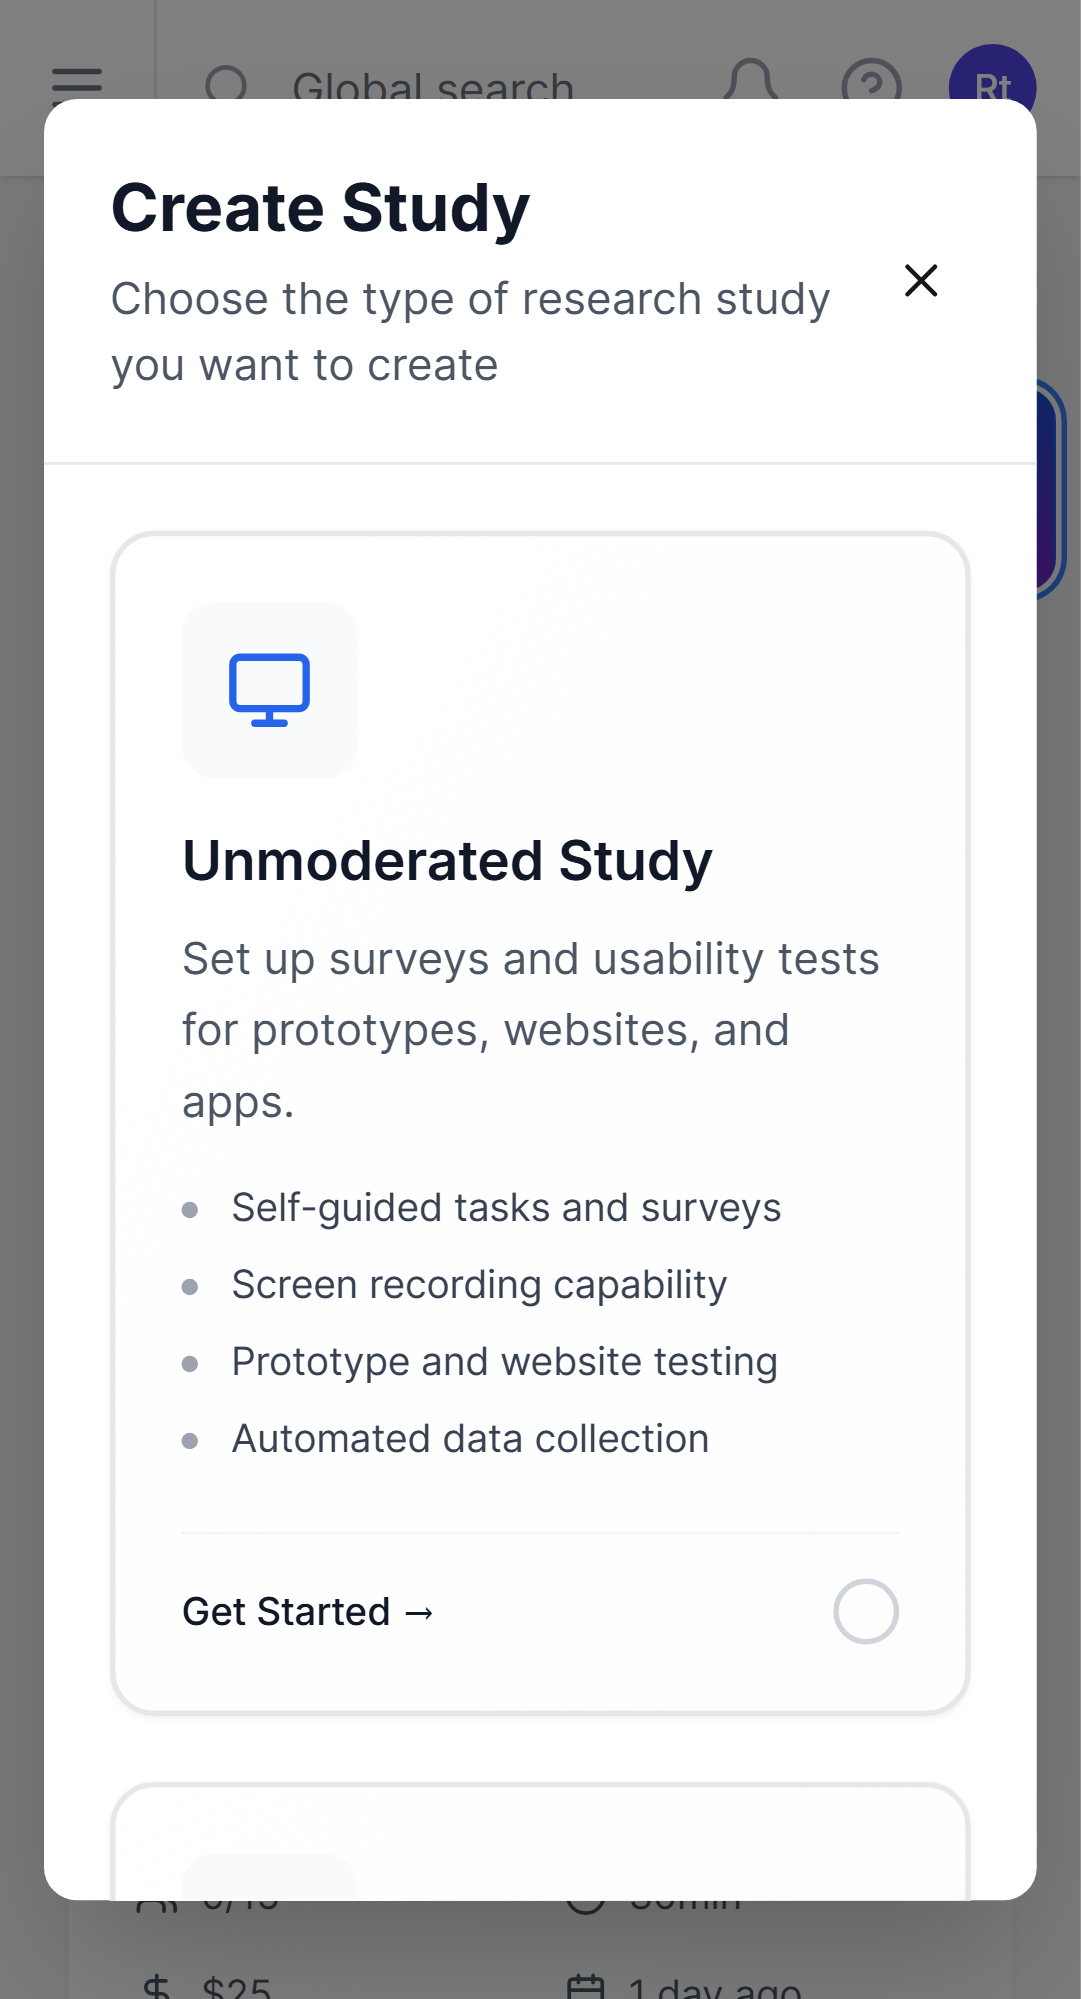 Global search
Rt
Create Study
Choose the type of research study
you want to create
Unmoderated Study
Set up surveys and usability tests
for prototypes, websites, and
apps.
Self-guided tasks and surveys
Screen recording capability
Prototype and website testing
Automated data collection
Get Started →
$25
1 day ago